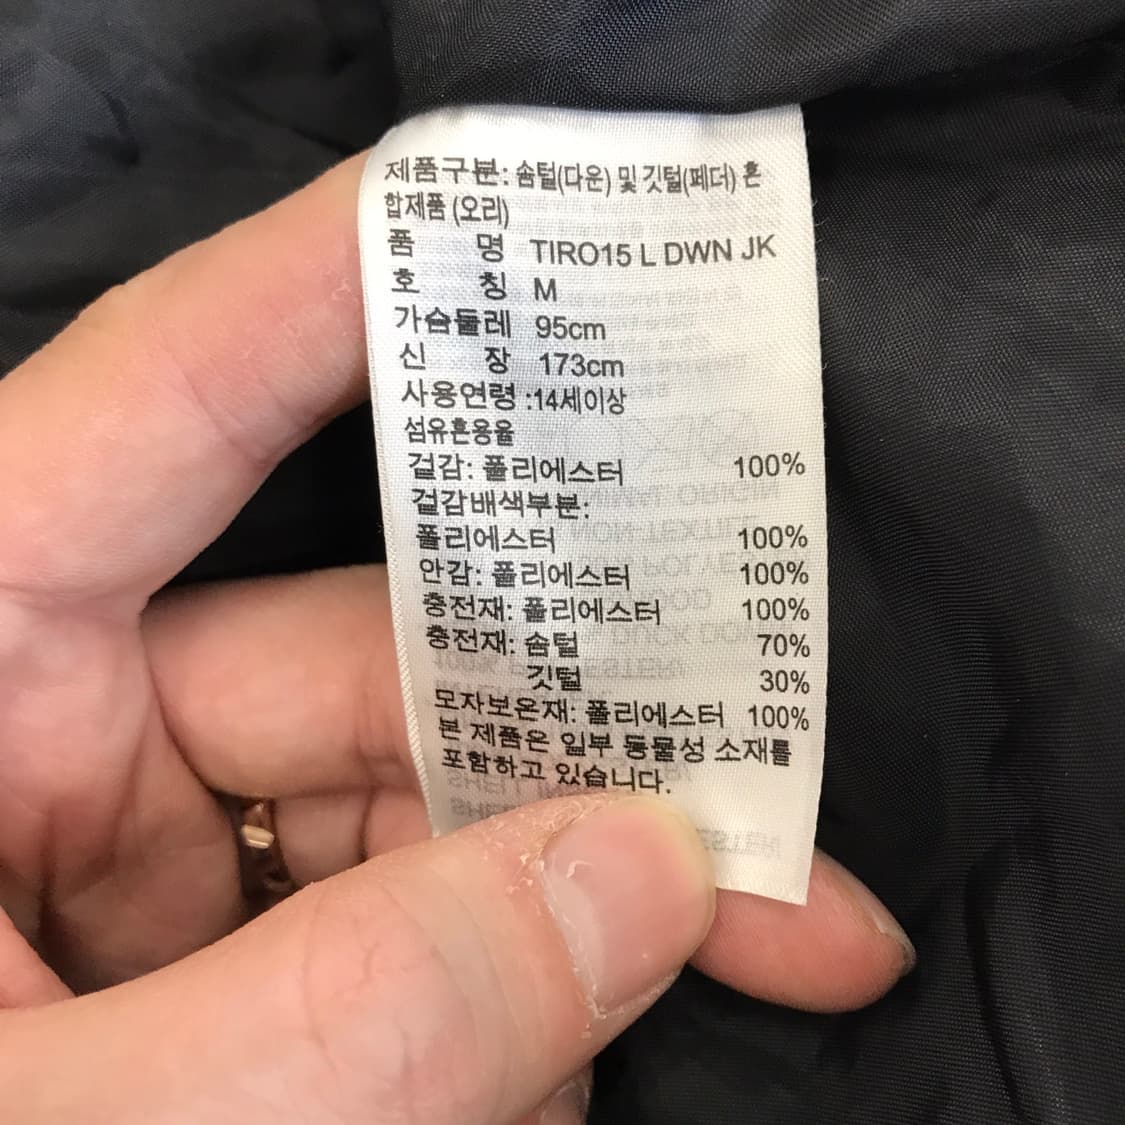 제품구분: 솜털(다운) 및 깃털(페더) 혼
합제품 (오리)
품 명 TIRO15 L DWN JK
호 칭 M
가슴둘레 95cm
신 장 173cm
사용연령 :14세이상
섬유혼용율
겉감: 폴리에스터 100%
겉감배색부분:
폴리에스터 100%
안감: 폴리에스터 100%
충전재: 폴리에스터 100%
충전재: 솜털 70%
깃털 30%
모자보온재: 폴리에스터 100%
본 제품은 일부 동물성 소재를
포함하고 있습니다.